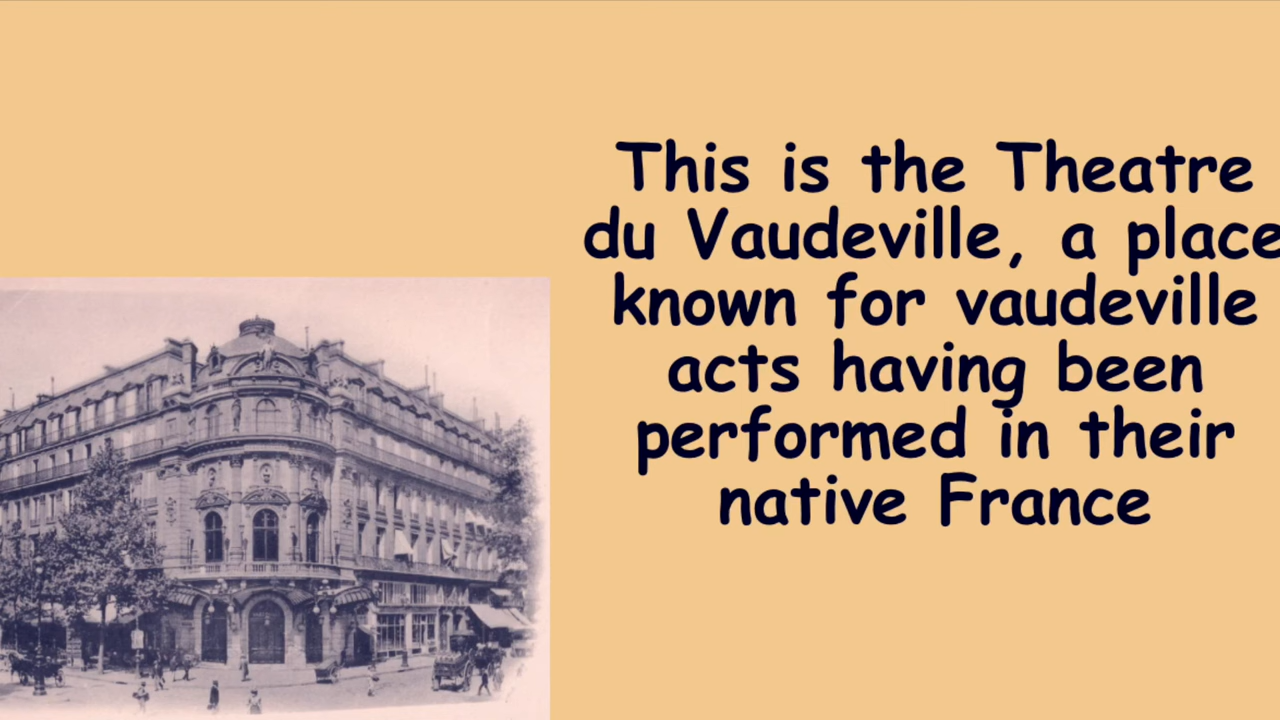 This is the Theatre
du Vaudeville, a place
known for vaudeville
acts having been
performed in their
native France